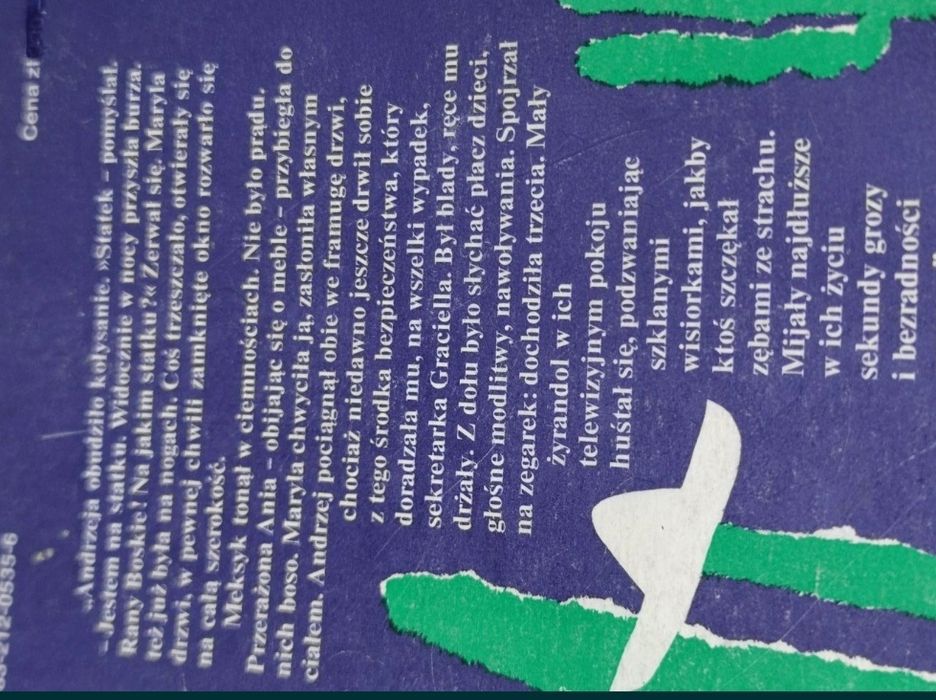 83-212-0535-6
Cena zł
„Andrzeja obudziło kołysanie. »Statek – pomyślał.
– Jestem na statku. Widocznie w nocy przyszła burza.
Rany Boskie! Na jakim statku?« Zerwał się. Maryla
też już była na nogach. Coś trzeszczało, otwierały się
drzwi, w pewnej chwili zamknięte okno rozwarło się
na całą szerokość.
Meksyk tonął w ciemnościach. Nie było prądu.
Przerażona Ania – obijając się o meble – przybiegła do
nich boso. Maryla chwyciła ją, zasłoniła własnym
ciałem. Andrzej pociągnął obie we framugę drzwi,
chociaż niedawno jeszcze drwił sobie
z tego środka bezpieczeństwa, który
doradzała mu, na wszelki wypadek,
sekretarka Graciella. Był blady, ręce mu
drżały. Z dołu było słychać płacz dzieci,
głośne modlitwy, nawoływania. Spojrzał
na zegarek: dochodziła trzecia. Mały
żyrandol w ich
telewizyjnym pokoju
huśtał się, podzwaniając
szklanymi
wisiorkami, jakby
ktoś szczękał
zębami ze strachu.
Mijały najdłuższe
w ich życiu
sekundy grozy
i bezradności